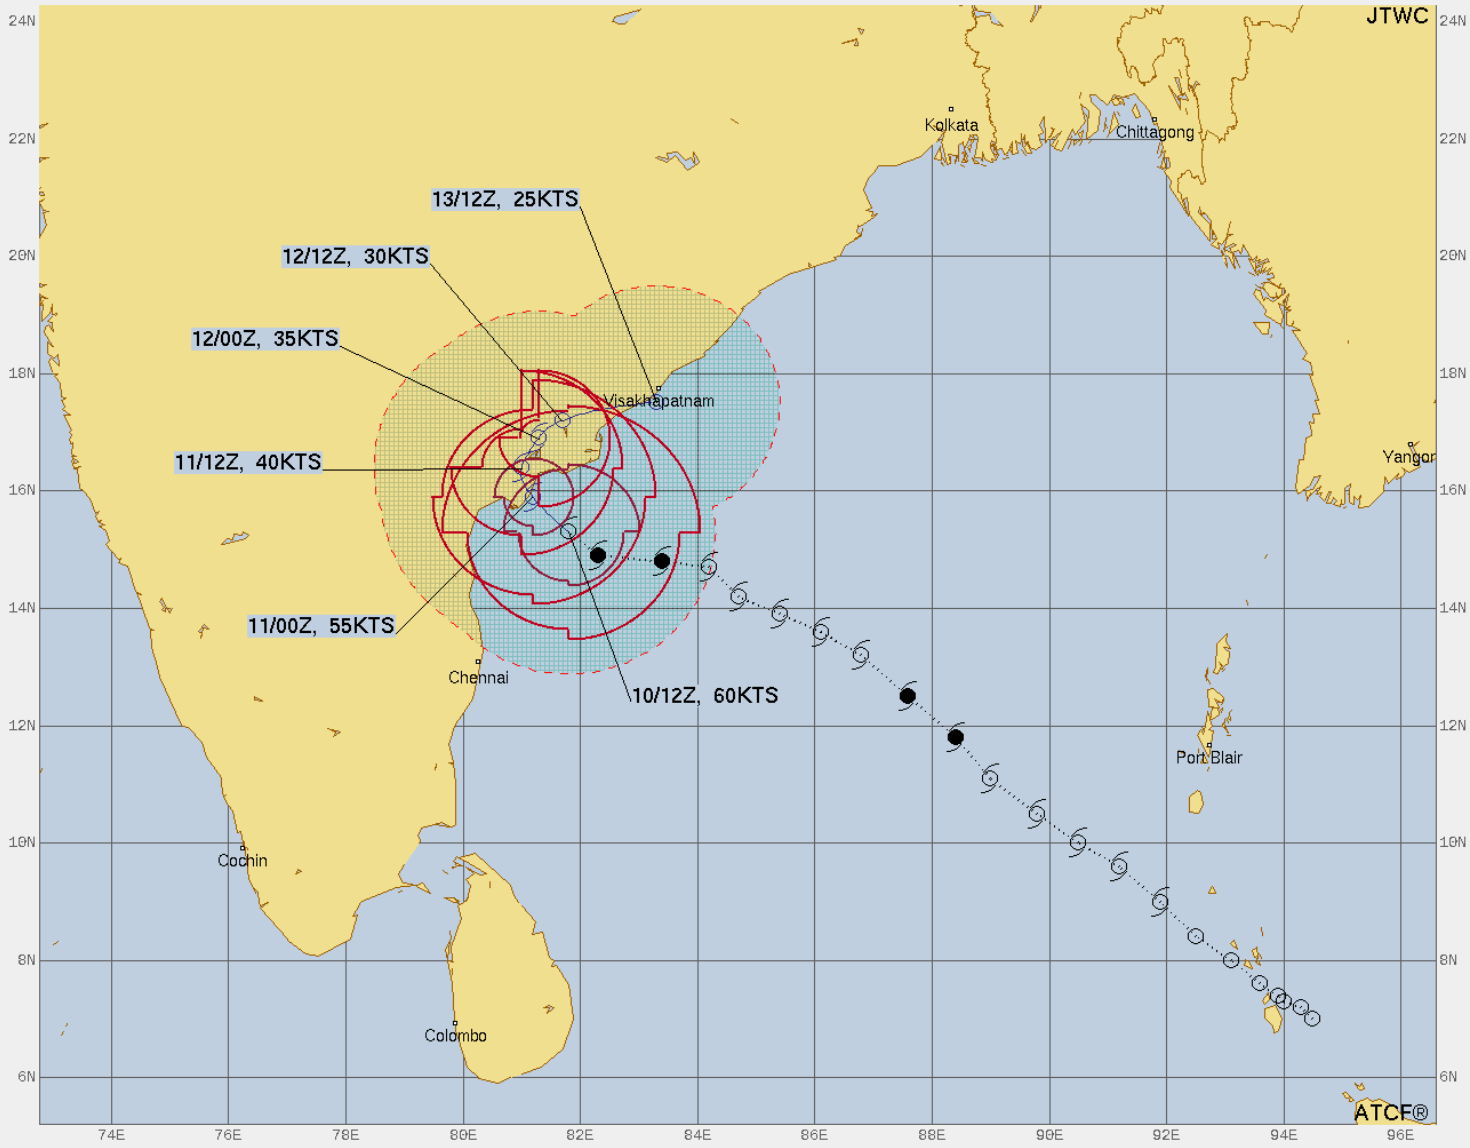 24N
JTWC
24N
Kolkata
Chittagong
22N
22N
13/12Z, 25KTS
12/12Z, 30KTS
20N
20N
12/00Z, 35KTS
18N
18N
Visakhapatnam
11/12Z, 40KTS
Yangon
16N
16N
11/00Z, 55KTS
14N
14N
Chennai
10/12Z, 60KTS
12N
12N
Port Blair
10N
10N
Cochin
8N
8N
Colombo
6N
6N
ATCF®
74E 76E 78E 80E 82E 84E 86E 88E 90E 92E 94E 96E